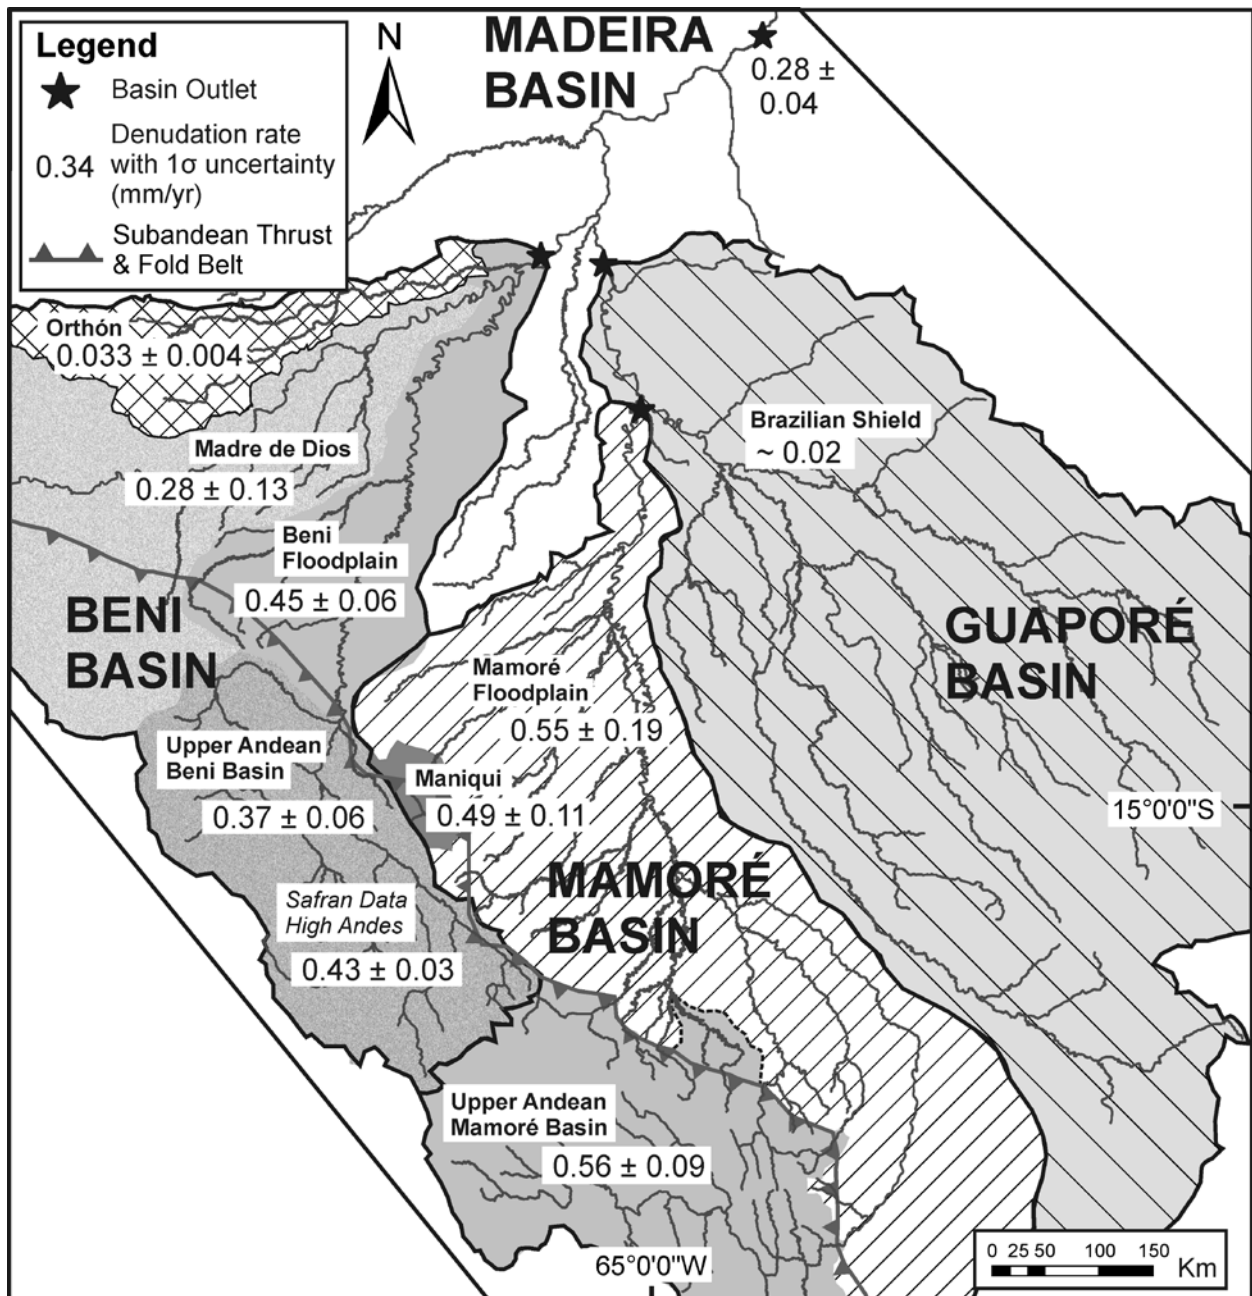 Legend
Basin Outlet
0.34
Denudation rate
with 1σ uncertainty
(mm/yr)
Subandean Thrust
& Fold Belt
N
MADEIRA
BASIN
0.28 ±
0.04
Orthón
0.033 ± 0.004
Madre de Dios
0.28 ± 0.13
Brazilian Shield
~ 0.02
Beni
Floodplain
0.45 ± 0.06
BENI
BASIN
GUAPORÉ
BASIN
Mamoré
Floodplain
0.55 ± 0.19
Upper Andean
Beni Basin
0.37 ± 0.06
Maniqui
0.49 ± 0.11
15°0'0"S
MAMORÉ
BASIN
Safran Data
High Andes
0.43 ± 0.03
Upper Andean
Mamoré Basin
0.56 ± 0.09
65°0'0"W
0 25 50 100 150
Km